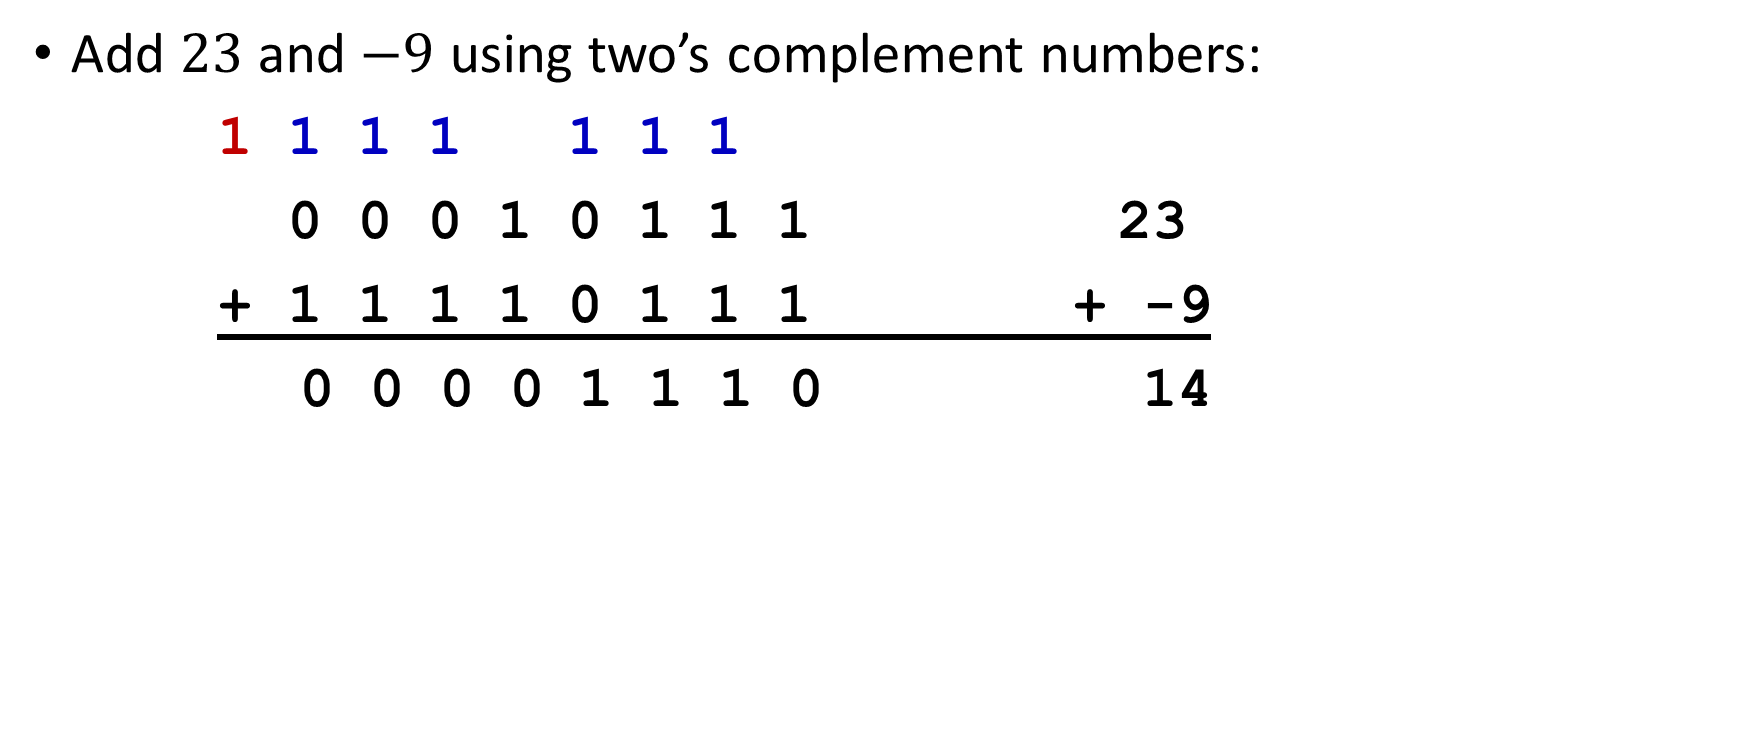 • Add 23 and −9 using two’s complement numbers:
1 1 1 1 1 1 1
0 0 0 1 0 1 1 1 23
+ 1 1 1 1 0 1 1 1 + −9
0 0 0 0 1 1 1 0 14